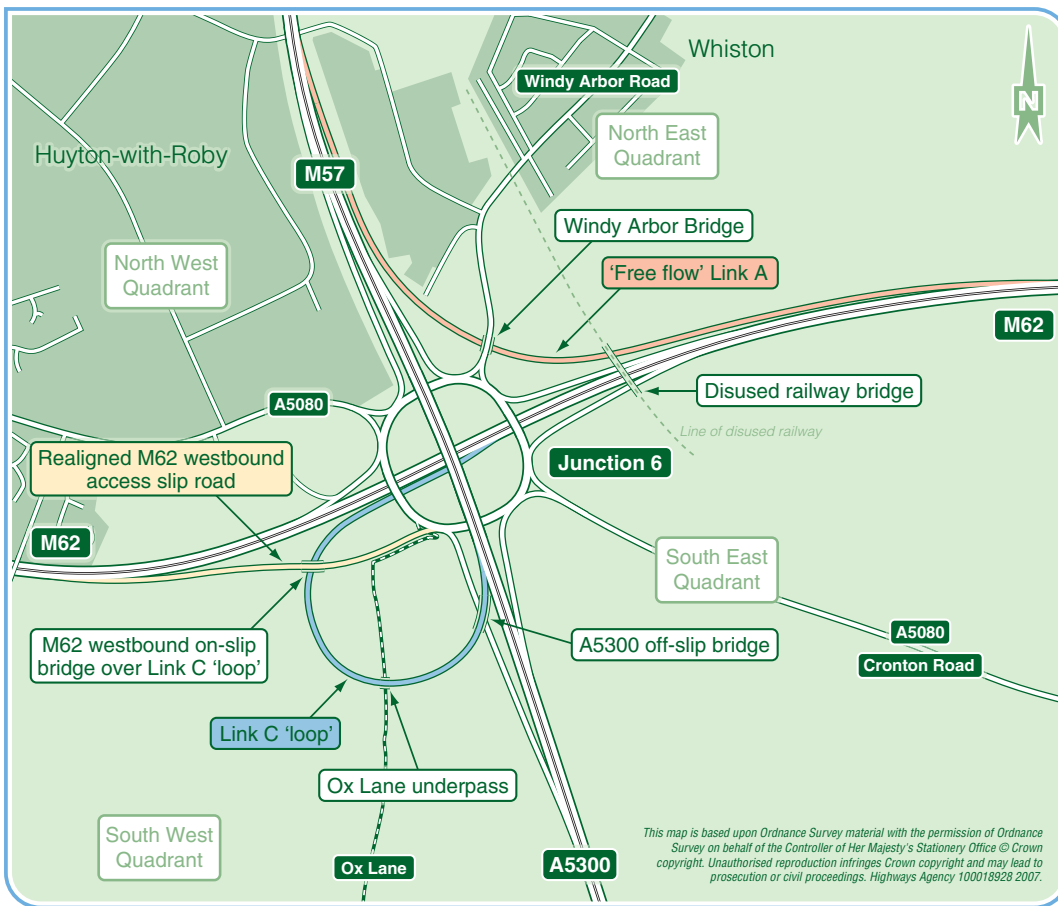 Whiston
Windy Arbor Road
N
North East
Quadrant
Huyton-with-Roby
M57
Windy Arbor Bridge
North West
Quadrant
'Free flow' Link A
M62
Disused railway bridge
A5080
Line of disused railway
Realigned M62 westbound
access slip road
Junction 6
M62
South East
Quadrant
M62 westbound on-slip
bridge over Link C 'loop'
A5300 off-slip bridge
A5080
Cronton Road
Link C 'loop'
Ox Lane underpass
South West
Quadrant
Ox Lane
A5300
This map is based upon Ordnance Survey material with the permission of Ordnance
Survey on behalf of the Controller of Her Majesty's Stationery Office © Crown
copyright. Unauthorised reproduction infringes Crown copyright and may lead to
prosecution or civil proceedings. Highways Agency 100018928 2007.